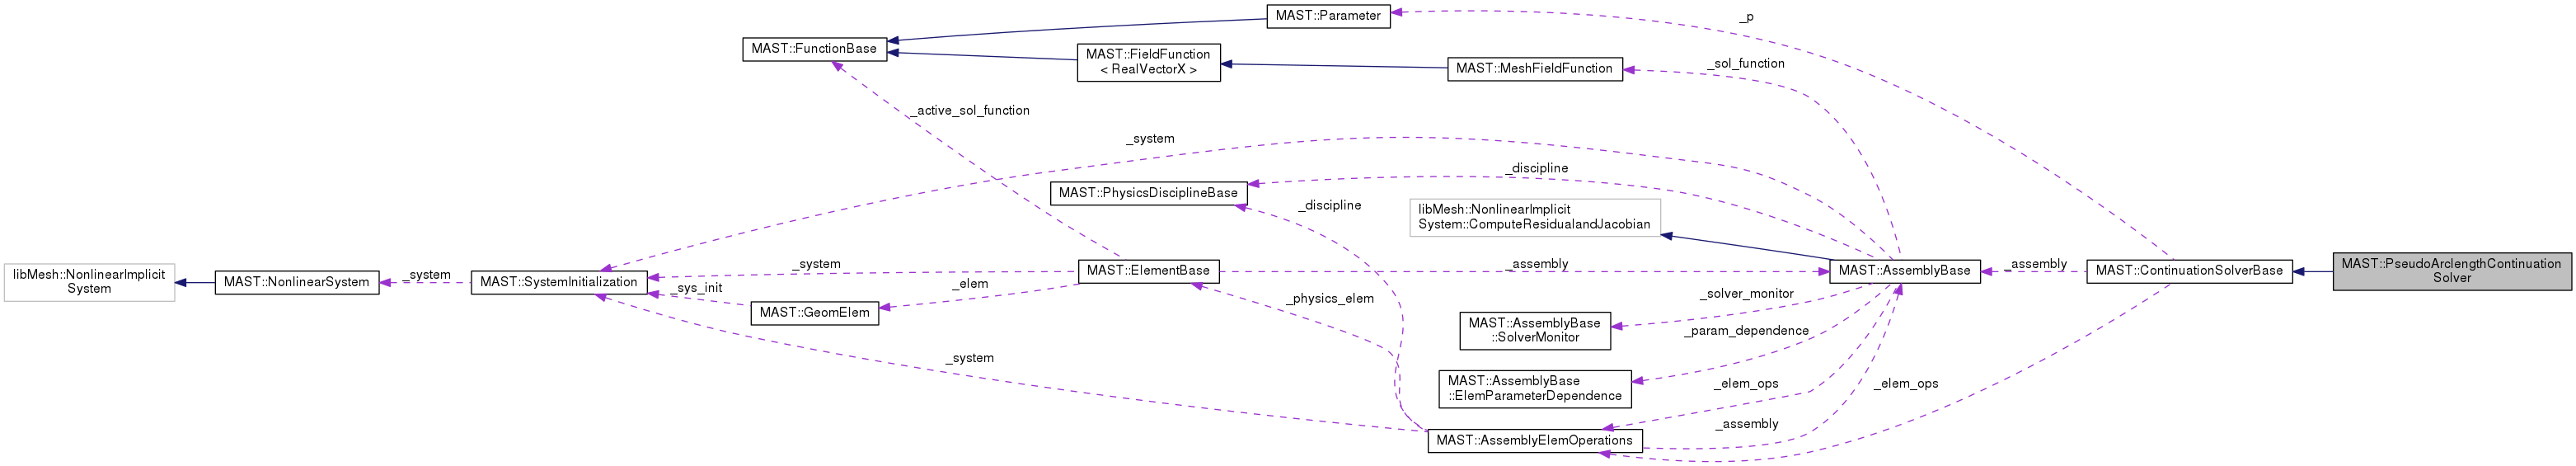 MAST::Parameter
_p
MAST::FunctionBase
MAST::FieldFunction
< RealVectorX >
MAST::MeshFieldFunction
_sol_function
_active_sol_function
_system
_discipline
MAST::PhysicsDisciplineBase
_discipline
libMesh::NonlinearImplicit
System::ComputeResidualandJacobian
libMesh::NonlinearImplicit
System
MAST::NonlinearSystem
_system
MAST::SystemInitialization
_system
_sys_init
_elem
MAST::GeomElem
MAST::ElementBase
_assembly
_physics_elem
MAST::AssemblyBase
_assembly
MAST::ContinuationSolverBase
MAST::PseudoArclengthContinuation
Solver
_solver_monitor
MAST::AssemblyBase
::SolverMonitor
_param_dependence
_system
MAST::AssemblyBase
::ElemParameterDependence
_elem_ops
_elem_ops
_assembly
MAST::AssemblyElemOperations